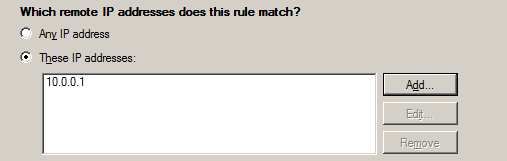 Which remote IP addresses does this rule match?
Any IP address
These IP addresses:
10.0.0.1
Add...
Edit...
Remove